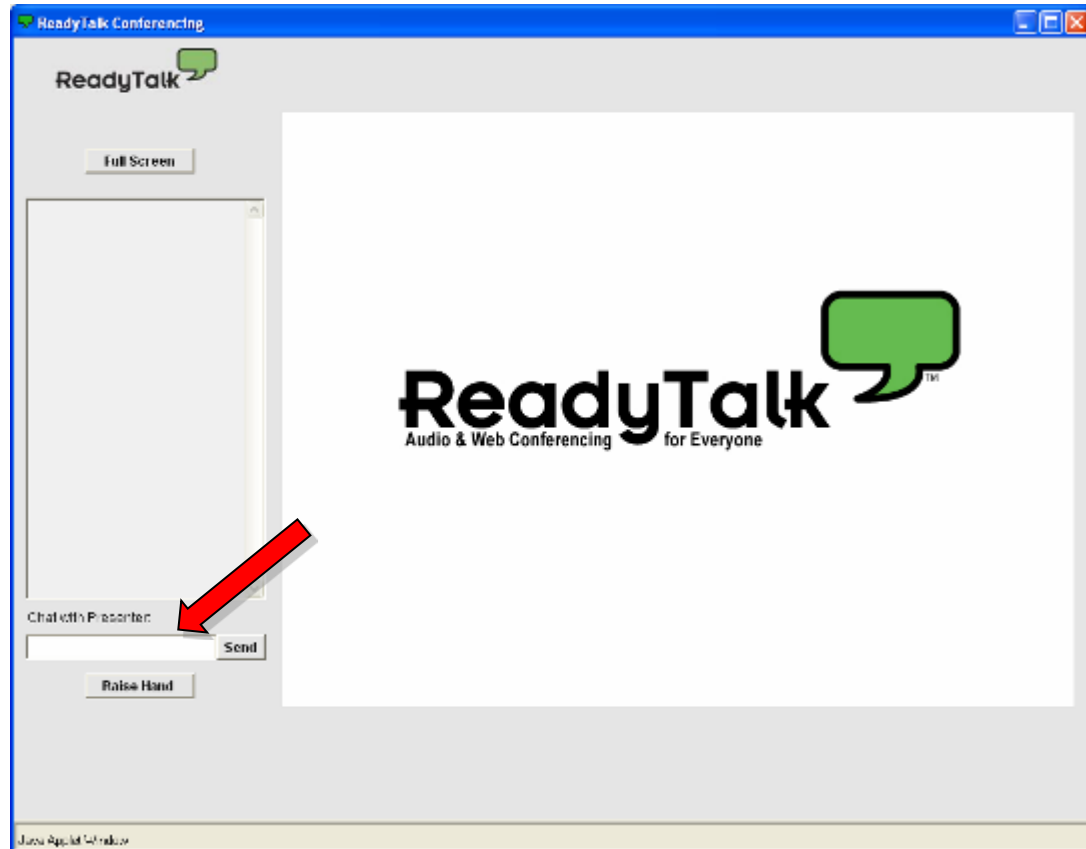 ReadyTalk Conferencing
ReadyTalk
Full Screen
ReadyTalk TM
Audio & Web Conferencing for Everyone
Chat with Presenter:
Send
Raise Hand
Java Applet Window